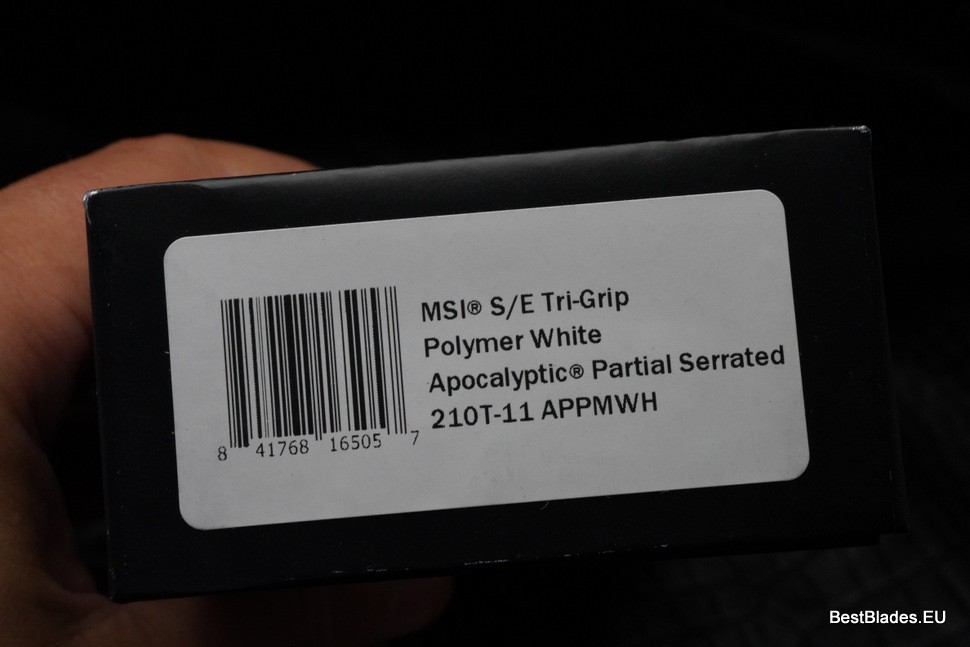 MSI® S/E Tri-Grip
Polymer White
Apocalyptic® Partial Serrated
210T-11 APPMWH
8 41768 16505 7
BestBlades.EU